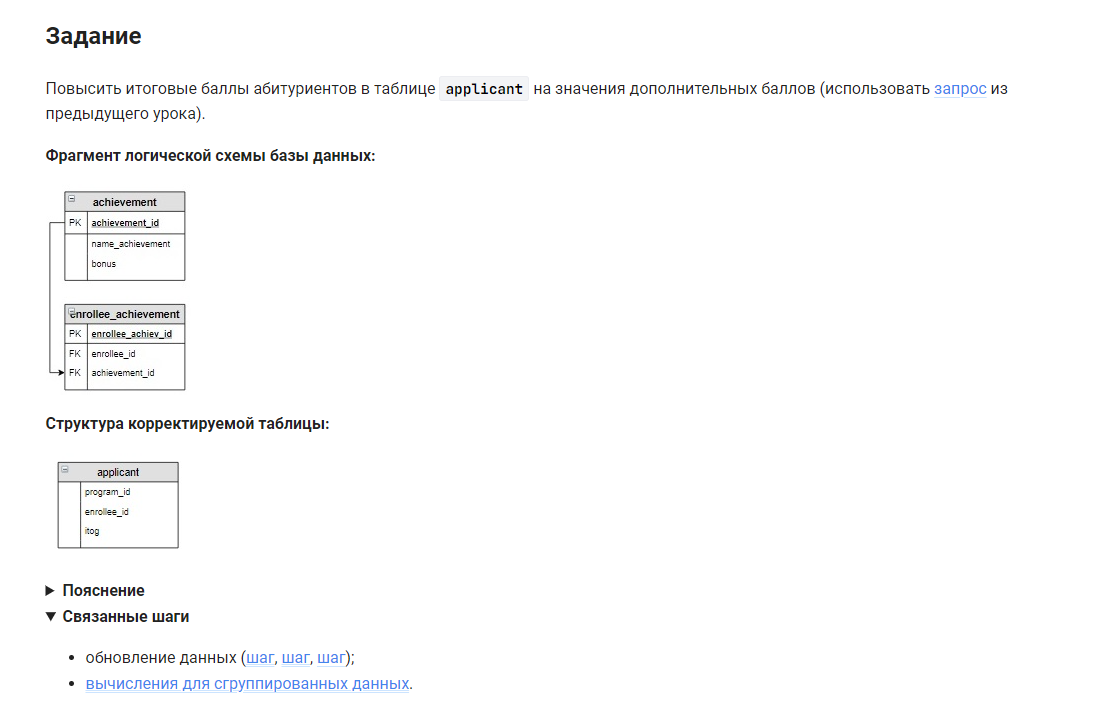 Задание
Повысить итоговые баллы абитуриентов в таблице applicant на значения дополнительных баллов (использовать запрос из
предыдущего урока).
Фрагмент логической схемы базы данных:
achievement
PK achievement_id
name_achievement
bonus
enrollee_achievement
PK enrollee_achiev_id
FK enrollee_id
FK achievement_id
Структура корректируемой таблицы:
applicant
program_id
enrollee_id
itog
Пояснение
Связанные шаги
обновление данных (шаг, шаг, шаг);
вычисления для сгруппированных данных.